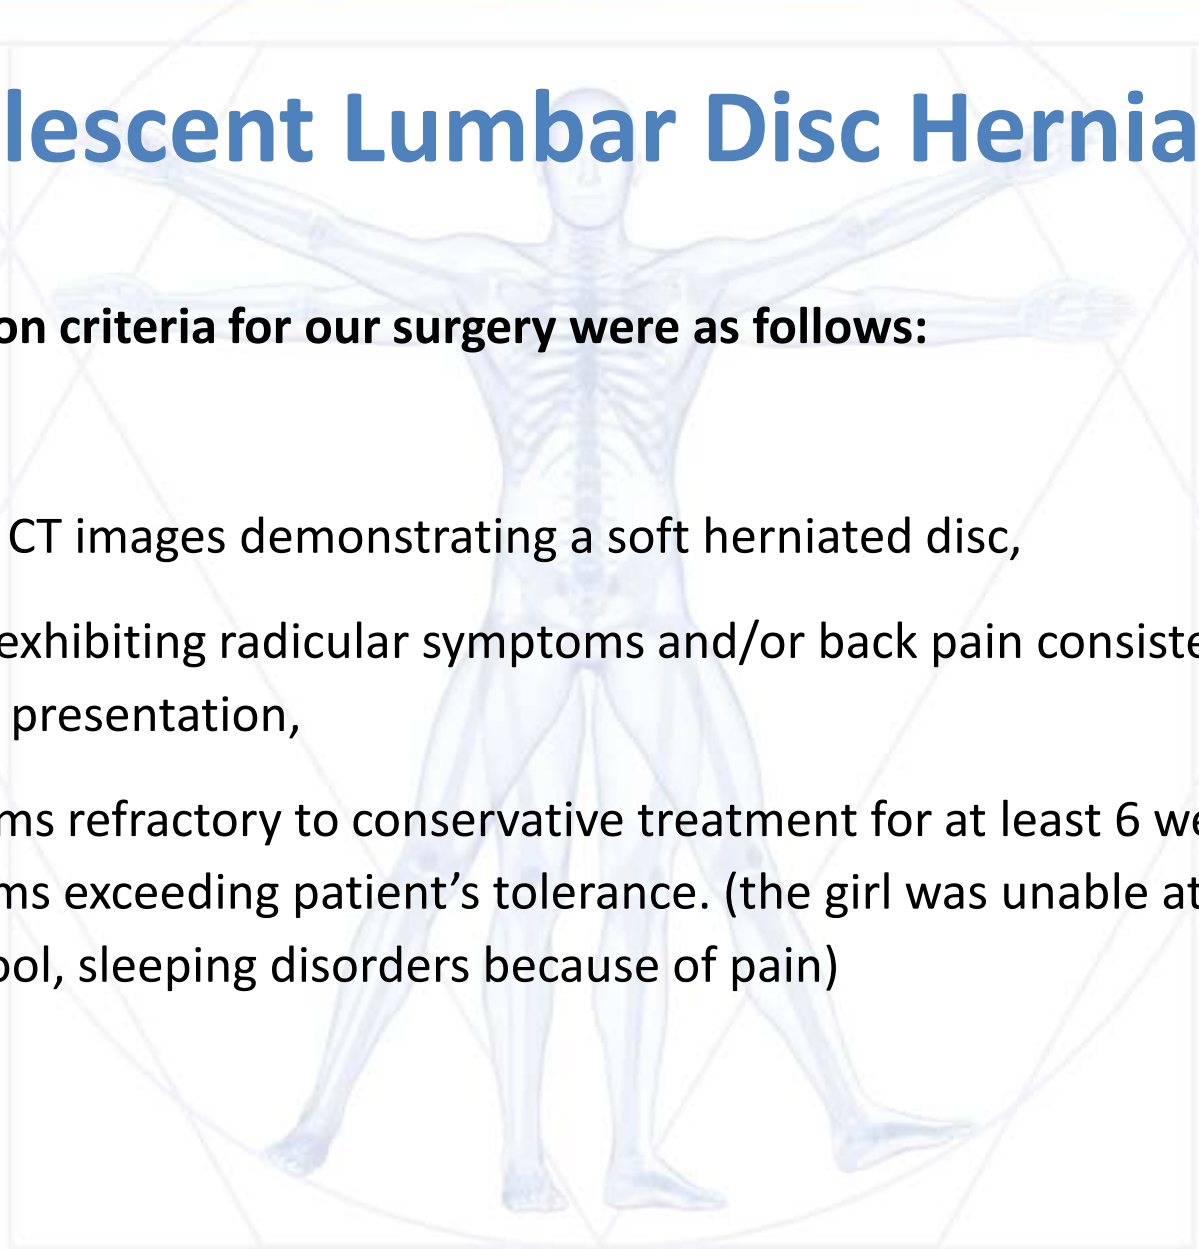 lescent Lumbar Disc Hernia
on criteria for our surgery were as follows:
CT images demonstrating a soft herniated disc,
exhibiting radicular symptoms and/or back pain consiste
presentation,
ms refractory to conservative treatment for at least 6 we
ms exceeding patient’s tolerance. (the girl was unable at
ool, sleeping disorders because of pain)